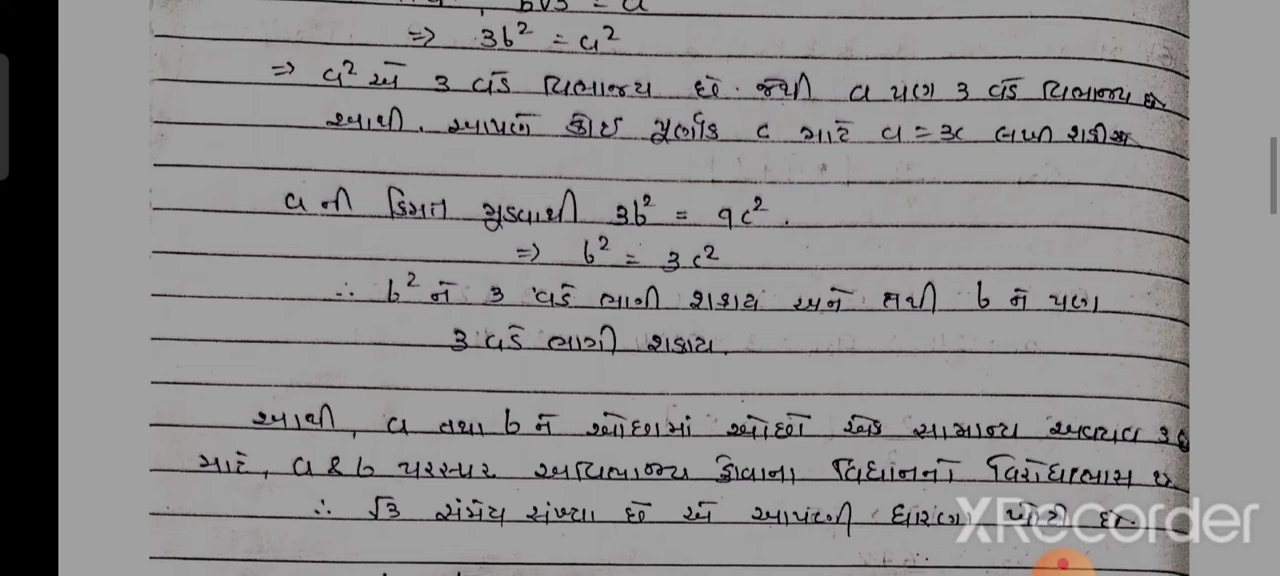 b√3 = a
⇒ 3b² = a²
⇒ a² એ 3 વડે વિભાજ્ય છે. જેથી a પણ 3 વડે વિભાજ્ય છે
આથી. આપણે કોઈ પૂર્ણાંક c માટે a = 3c લખી શકીએ
a ની કિંમત મુકવાથી 3b² = 9c².
⇒ b² = 3c²
∴ b² ને 3 વડે ભાગી શકાય અને તેથી b ને પણ
3 વડે ભાગી શકાય.
આથી, a તથા b ને ઓછામાં ઓછો એક સામાન્ય અવયવ 3 છે
માટે, a & b પરસ્પર અવિભાજ્ય હોવાના વિધાનનો વિરોધાભાસ છે
∴ √3 સંમેય સંખ્યા છે એ આપણી ધારણા ખોટી છે.
XRecorder